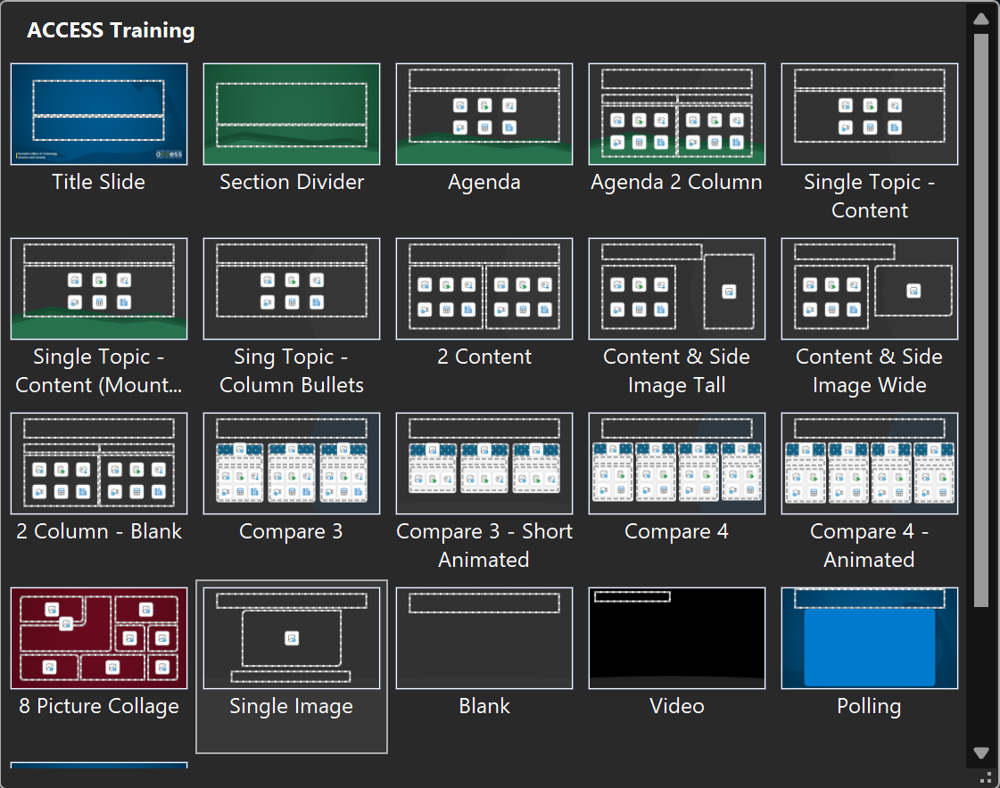 ACCESS Training
Title Slide
Section Divider
Agenda
Agenda 2 Column
Single Topic -
Content
Single Topic -
Content (Mount...
Sing Topic -
Column Bullets
2 Content
Content & Side
Image Tall
Content & Side
Image Wide
2 Column - Blank
Compare 3
Compare 3 - Short
Animated
Compare 4
Compare 4 -
Animated
8 Picture Collage
Single Image
Blank
Video
Polling